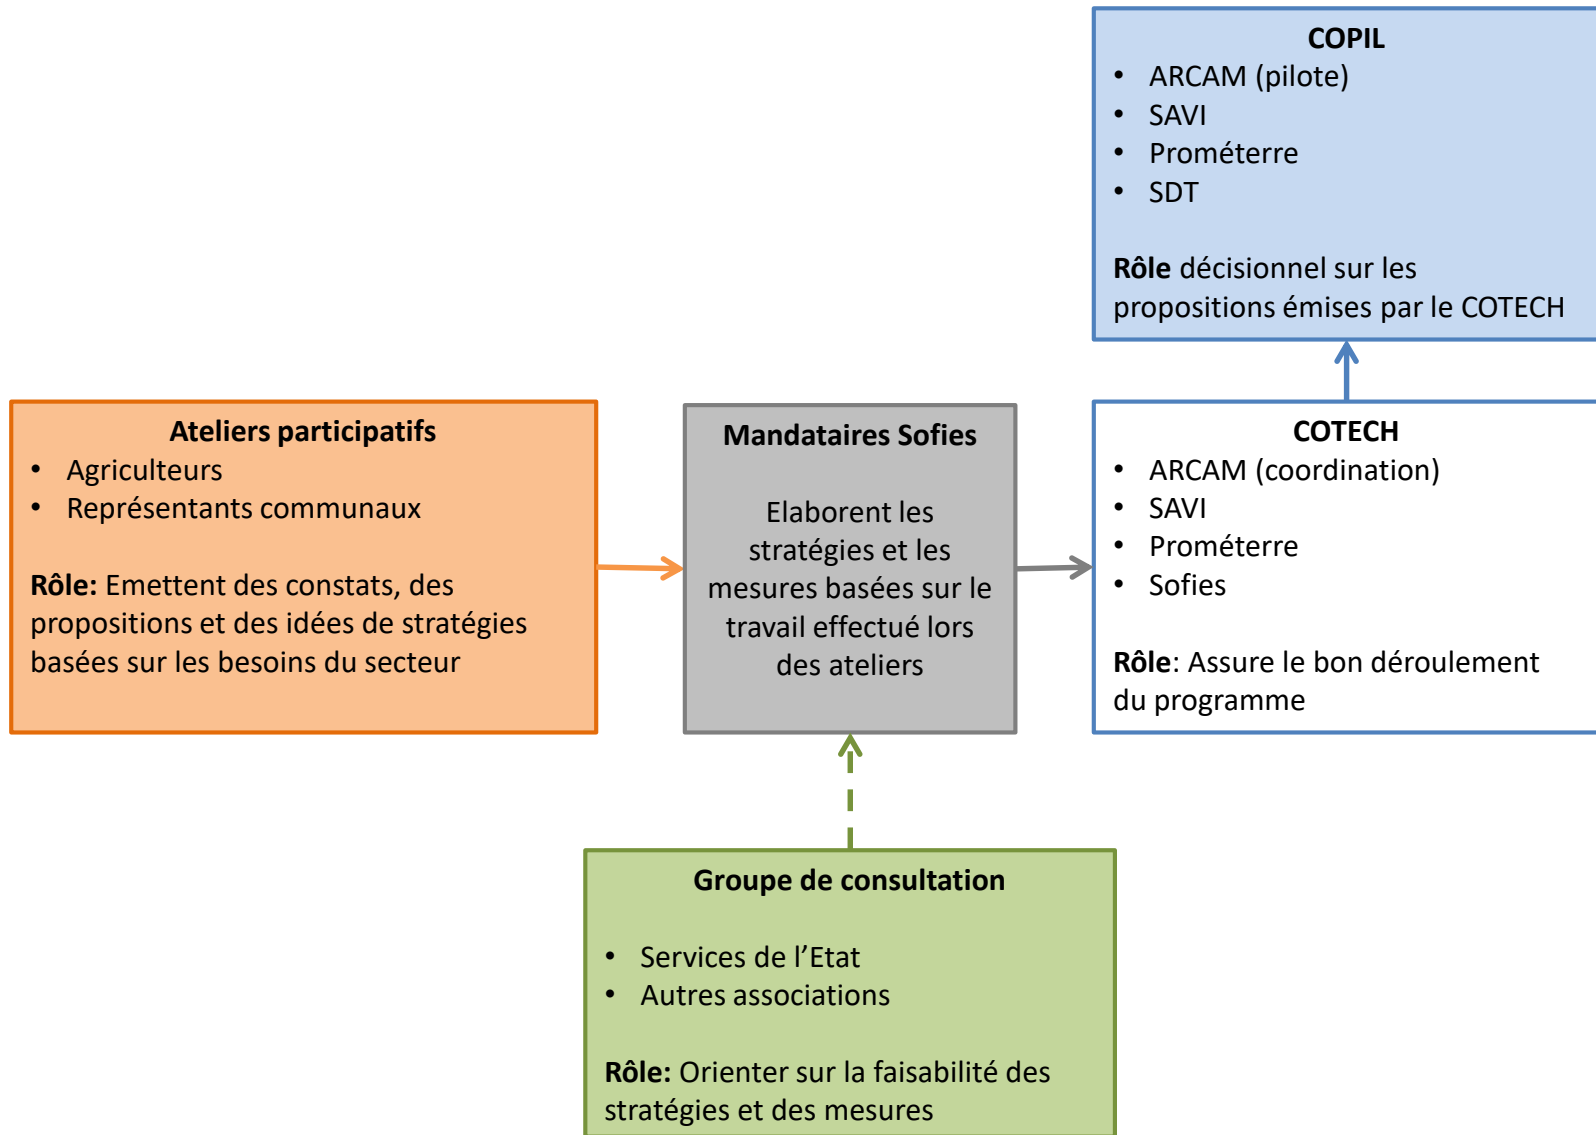 COPIL
• ARCAM (pilote)
• SAVI
• Prométerre
• SDT
Rôle décisionnel sur les
propositions émises par le COTECH
Ateliers participatifs
• Agriculteurs
• Représentants communaux
Rôle: Emettent des constats, des
propositions et des idées de stratégies
basées sur les besoins du secteur
Mandataires Sofies
Elaborent les
stratégies et les
mesures basées sur le
travail effectué lors
des ateliers
COTECH
• ARCAM (coordination)
• SAVI
• Prométerre
• Sofies
Rôle: Assure le bon déroulement
du programme
Groupe de consultation
• Services de l’Etat
• Autres associations
Rôle: Orienter sur la faisabilité des
stratégies et des mesures